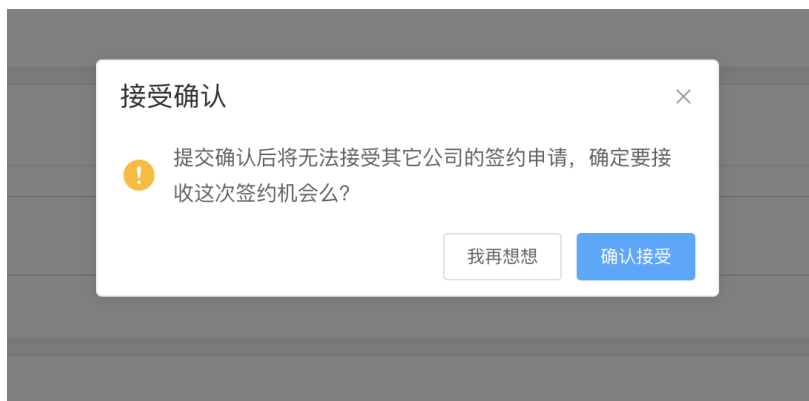 接受确认
提交确认后将无法接受其它公司的签约申请，确定要接
收这次签约机会么？
我再想想
确认接受